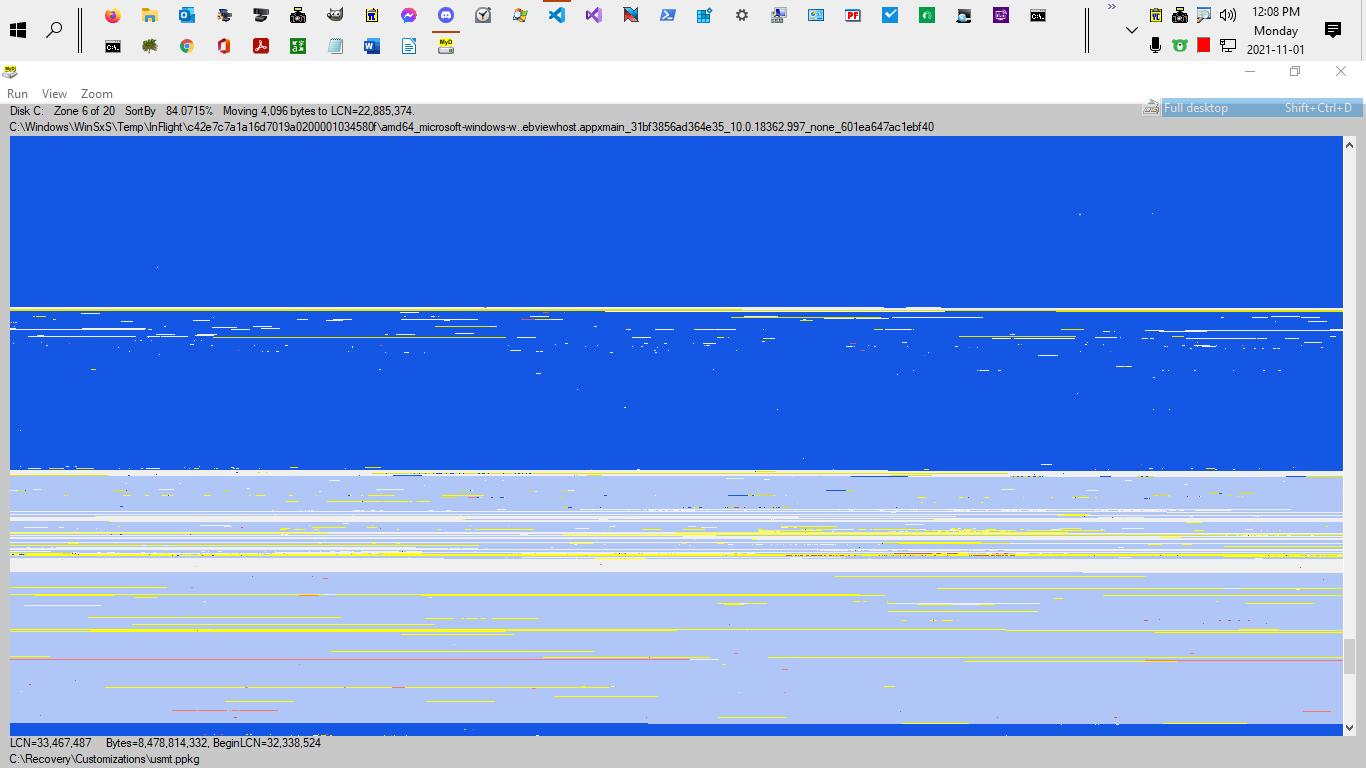 12:08 PM
Monday
2021-11-01
Run View Zoom
Disk C: Zone 6 of 20 SortBy 84.0715% Moving 4,096 bytes to LCN=22,885,374.
Full desktop Shift+Ctrl+D
C:\Windows\WinSxS\Temp\InFlight\c42e7c7a1a16d7019a0200001034580f\amd64_microsoft-windows-w..ebviewhost.appxmain_31bf3856ad364e35_10.0.18362.997_none_601ea647ac1ebf40
LCN=33,467,487 Bytes=8,478,814,332, BeginLCN=32,338,524
C:\Recovery\Customizations\usmt.ppkg